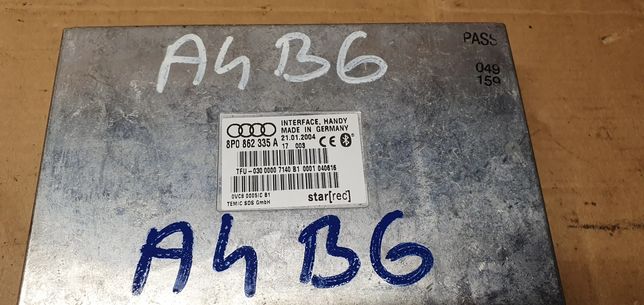 A4 B6
PASS
049
159
INTERFACE, HANDY
MADE IN GERMANY
8P0 862 335 A
21.01.2004
17 003
CE
TFU-030 0000 7140 B1 0001 040616
TEMIC SDS GmbH
star[rec]
A4 B6